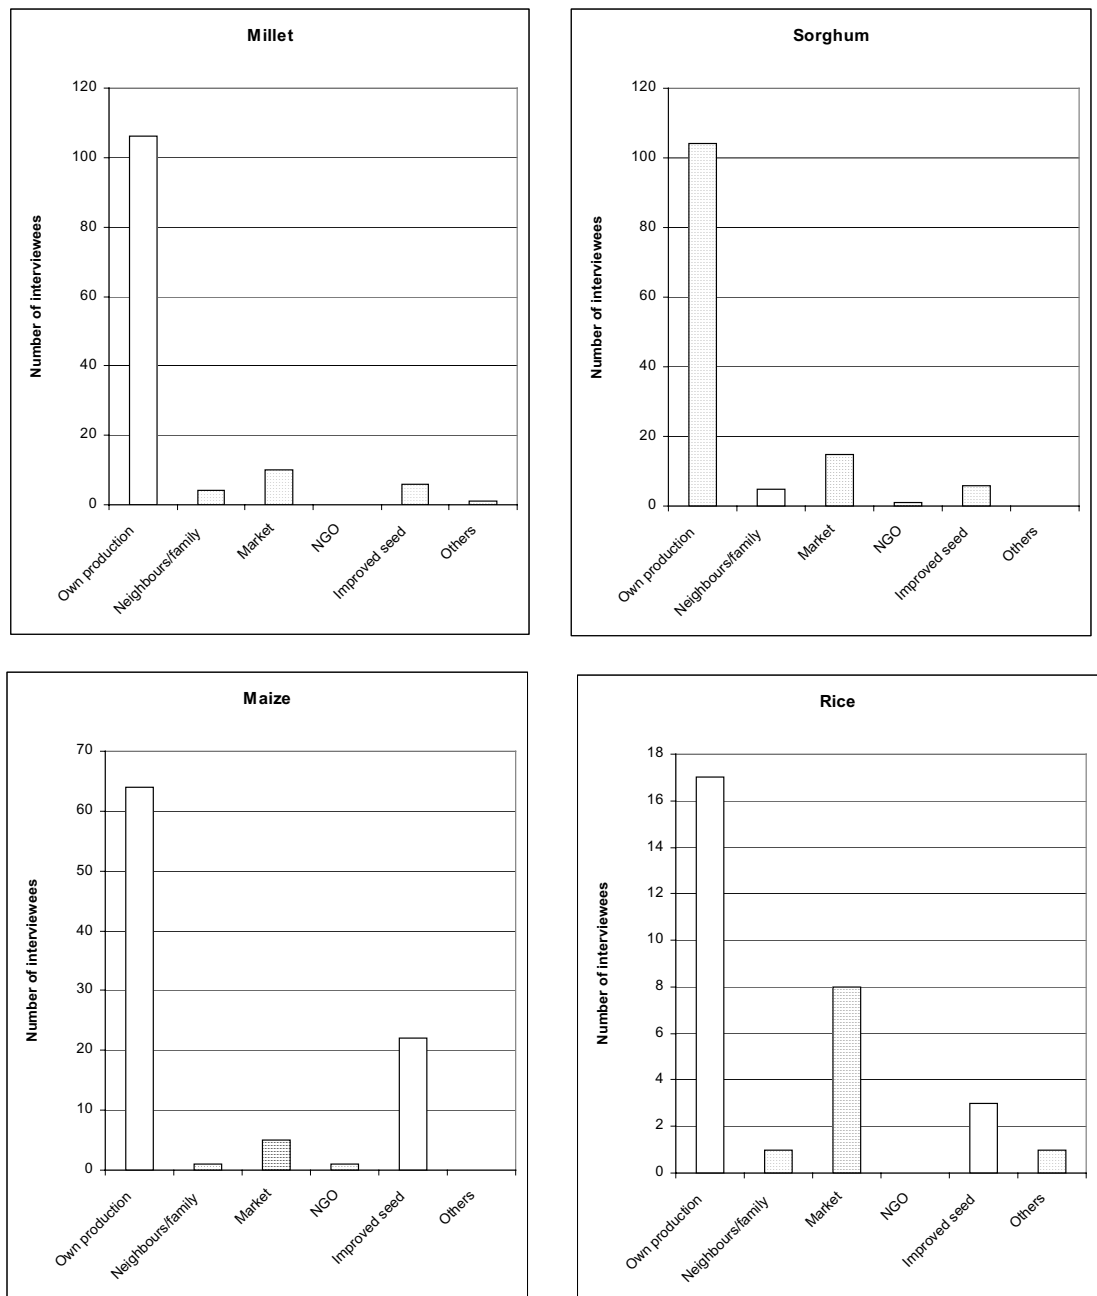 Millet
120
100
80
60
40
20
0
Number of interviewees
Own production
Neighbours/family
Market
NGO
Improved seed
Others
Sorghum
120
100
80
60
40
20
0
Number of interviewees
Own production
Neighbours/family
Market
NGO
Improved seed
Others
Maize
70
60
50
40
30
20
10
0
Number of interviewees
Own production
Neighbours/family
Market
NGO
Improved seed
Others
Rice
18
16
14
12
10
8
6
4
2
0
Number of interviewees
Own production
Neighbours/family
Market
NGO
Improved seed
Others